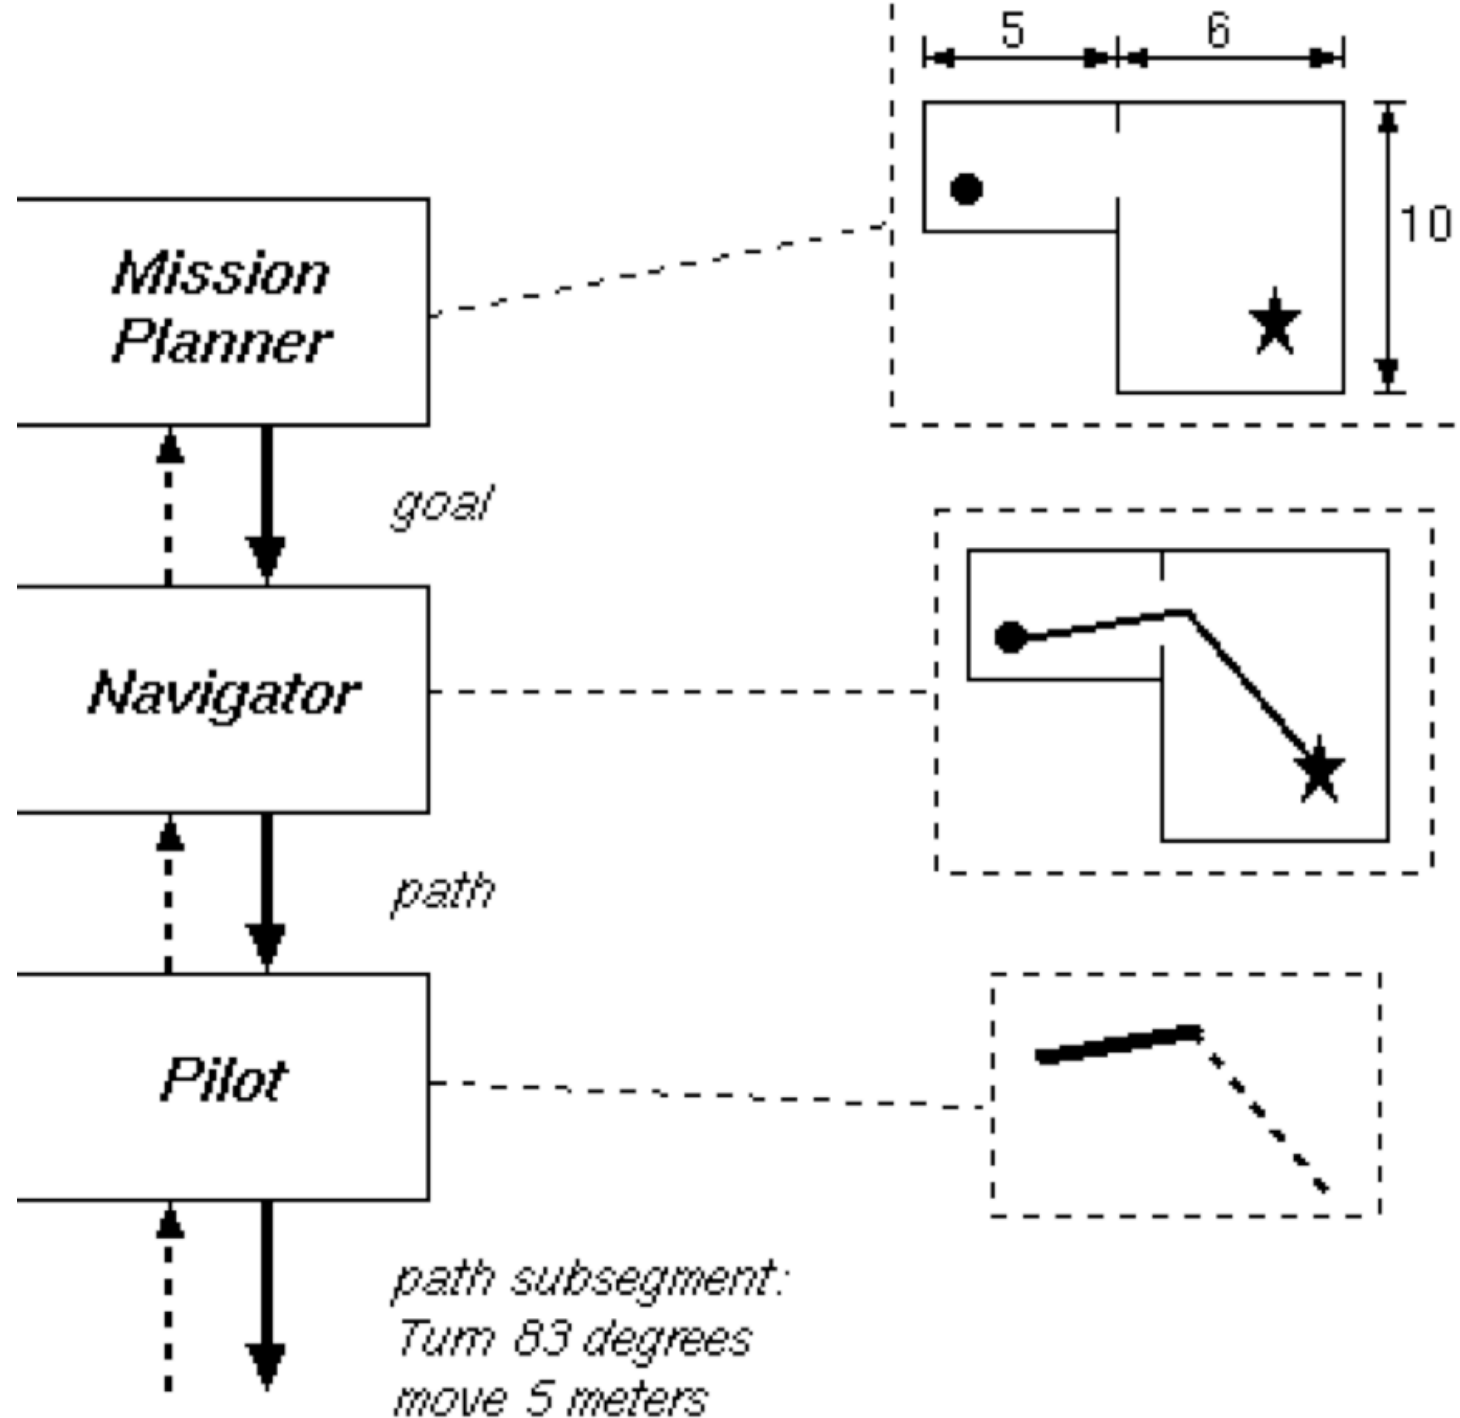 5
6
10
Mission
Planner
goal
Navigator
path
Pilot
path subsegment:
Turn 83 degrees
move 5 meters